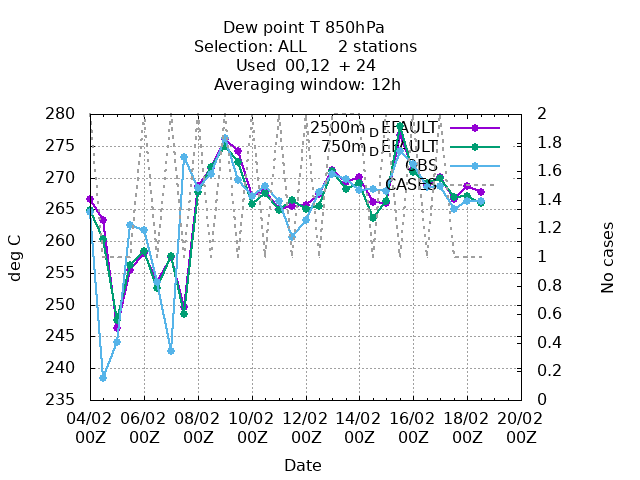 Dew point T 850hPa
Selection: ALL 2 stations
Used 00,12 + 24
Averaging window: 12h
280
275
270
265
260
255
250
245
240
235
deg C
2500m_DEFAULT
750m_DEFAULT
OBS
CASES
2
1.8
1.6
1.4
1.2
1
0.8
0.6
0.4
0.2
0
No cases
04/02 06/02 08/02 10/02 12/02 14/02 16/02 18/02 20/02
00Z 00Z 00Z 00Z 00Z 00Z 00Z 00Z 00Z
Date